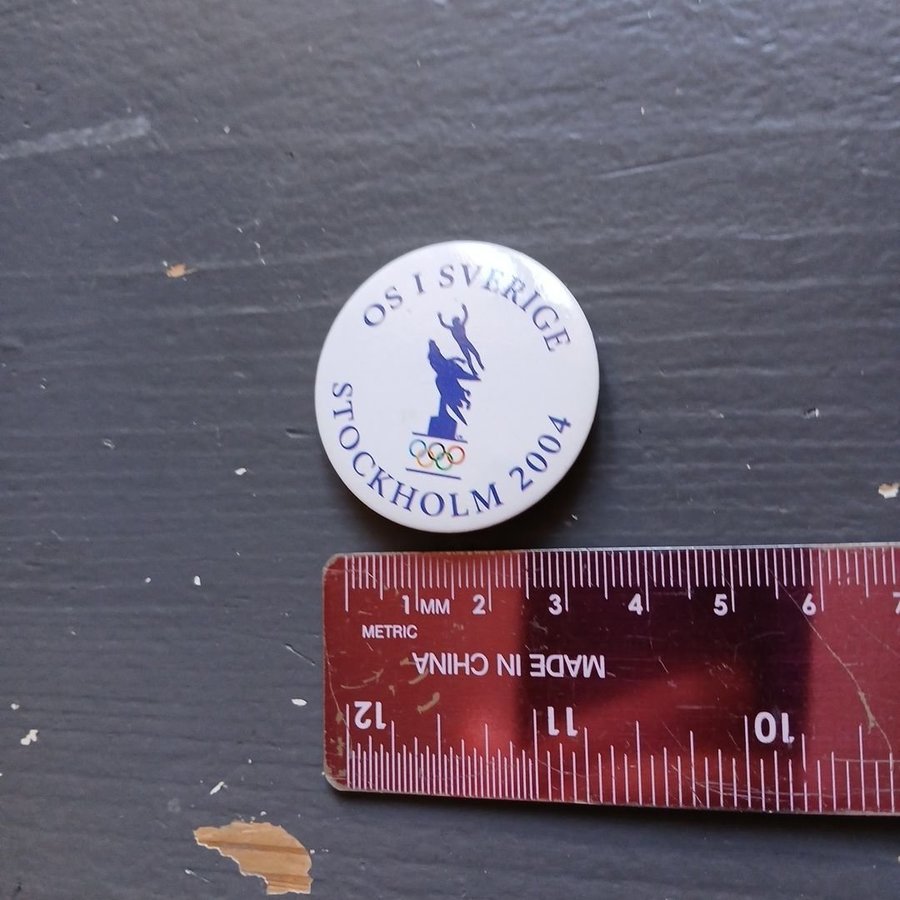 OS I SVERIGE
STOCKHOLM 2004
1 MM 2 3 4 5 6 7
METRIC
MADE IN CHINA
12 11 10